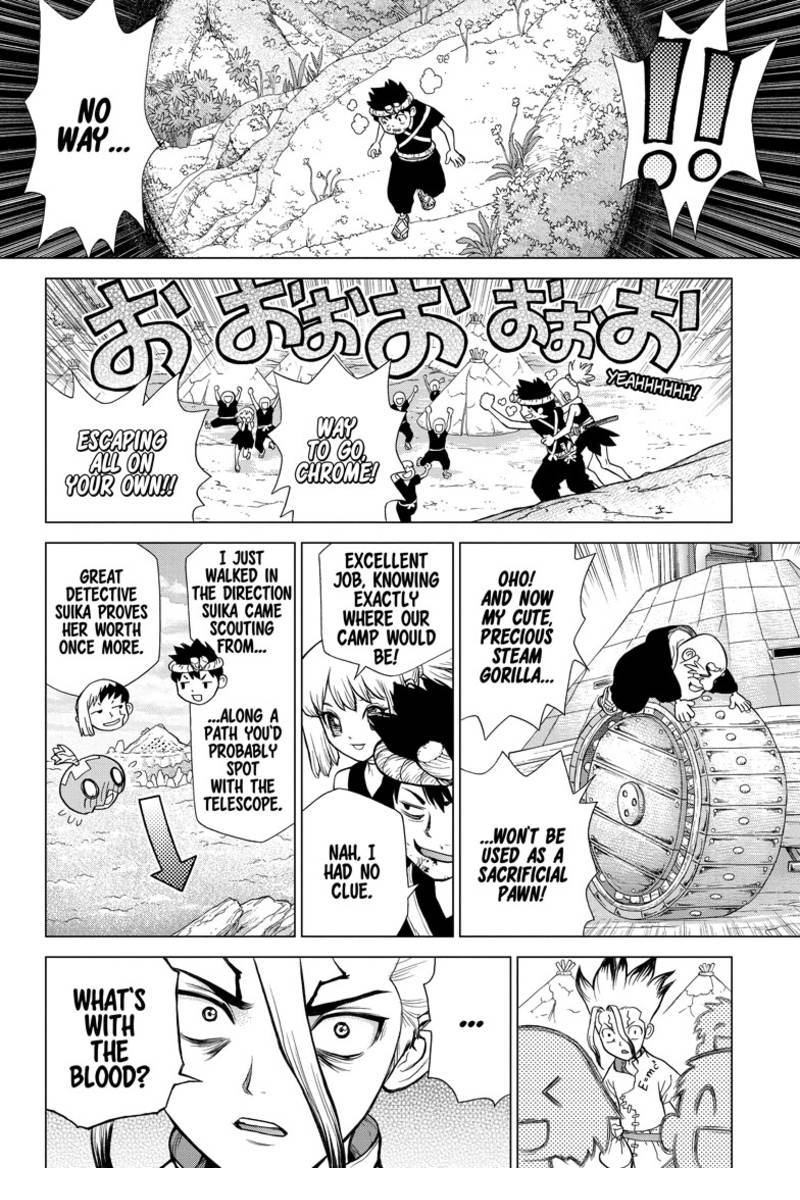 !!
NO
WAY...
おおおおおおお
YEAHHHHHH!
WAY
TO GO,
CHROME!
ESCAPING
ALL ON
YOUR OWN!!
OHO!
AND NOW
MY CUTE,
PRECIOUS
STEAM
GORILLA...
...WON'T BE
USED AS A
SACRIFICIAL
PAWN!
EXCELLENT
JOB, KNOWING
EXACTLY
WHERE OUR
CAMP WOULD
BE!
NAH, I
HAD NO
CLUE.
I JUST
WALKED IN
THE DIRECTION
SUIKA CAME
SCOUTING
FROM...
...ALONG A
PATH YOU'D
PROBABLY
SPOT
WITH THE
TELESCOPE.
GREAT
DETECTIVE
SUIKA PROVES
HER WORTH
ONCE MORE.
E=mc²
...
WHAT'S
WITH
THE
BLOOD?